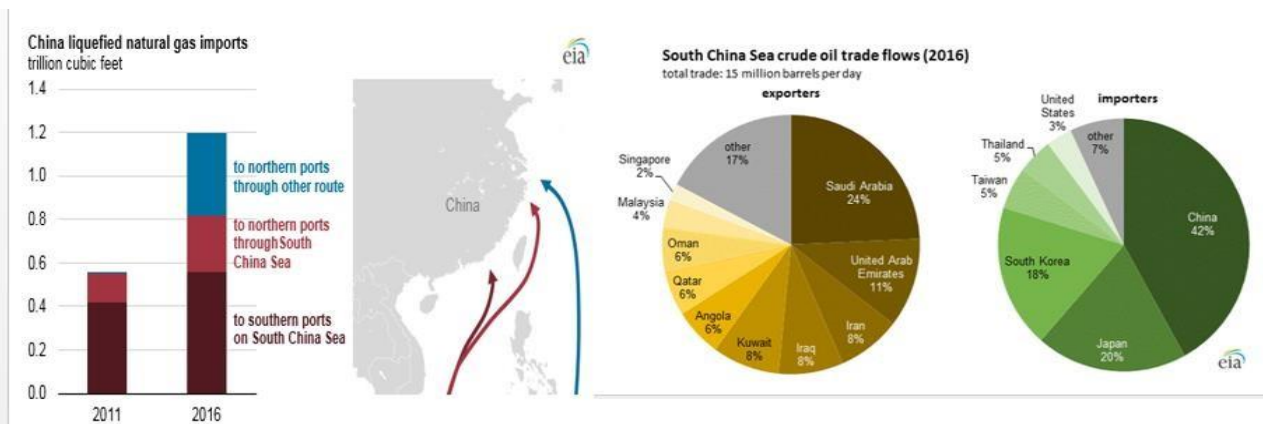 China liquefied natural gas imports
trillion cubic feet
1.4
1.2
1.0
0.8
0.6
0.4
0.2
0.0
2011
2016
to northern ports
through other route
to northern ports
through South
China Sea
to southern ports
on South China Sea
eia
China
South China Sea crude oil trade flows (2016)
total trade: 15 million barrels per day
exporters
other
17%
Saudi Arabia
24%
United Arab
Emirates
11%
Iran
8%
Iraq
8%
Kuwait
8%
Angola
6%
Qatar
6%
Oman
6%
Malaysia
4%
Singapore
2%
importers
United
States
3%
other
7%
China
42%
Japan
20%
South Korea
18%
Taiwan
5%
Thailand
5%
eia